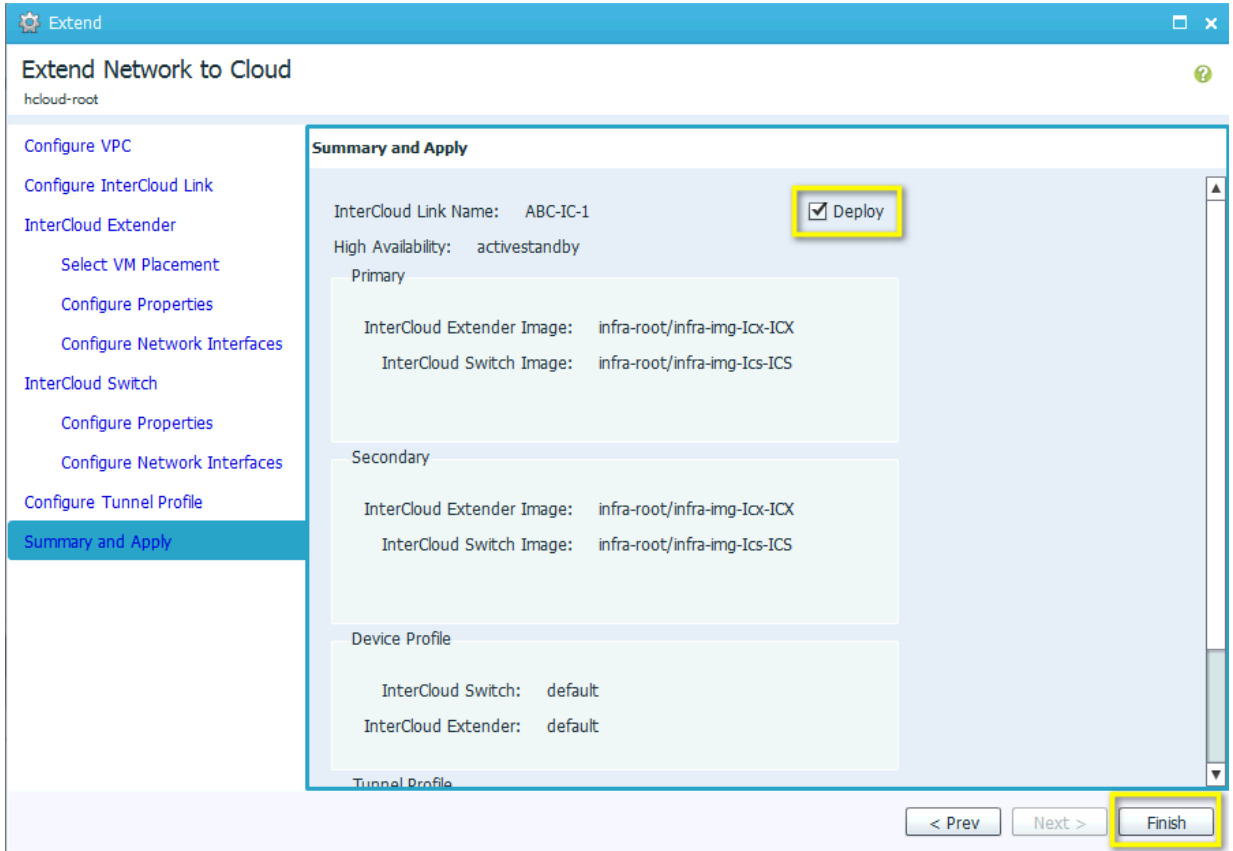 Extend
Extend Network to Cloud
hcloud-root
Configure VPC
Configure InterCloud Link
InterCloud Extender
Select VM Placement
Configure Properties
Configure Network Interfaces
InterCloud Switch
Configure Properties
Configure Network Interfaces
Configure Tunnel Profile
Summary and Apply
Summary and Apply
InterCloud Link Name: ABC-IC-1
Deploy
High Availability: activestandby
Primary
InterCloud Extender Image: infra-root/infra-img-Icx-ICX
InterCloud Switch Image: infra-root/infra-img-Ics-ICS
Secondary
InterCloud Extender Image: infra-root/infra-img-Icx-ICX
InterCloud Switch Image: infra-root/infra-img-Ics-ICS
Device Profile
InterCloud Switch: default
InterCloud Extender: default
Tunnel Profile
< Prev
Next >
Finish